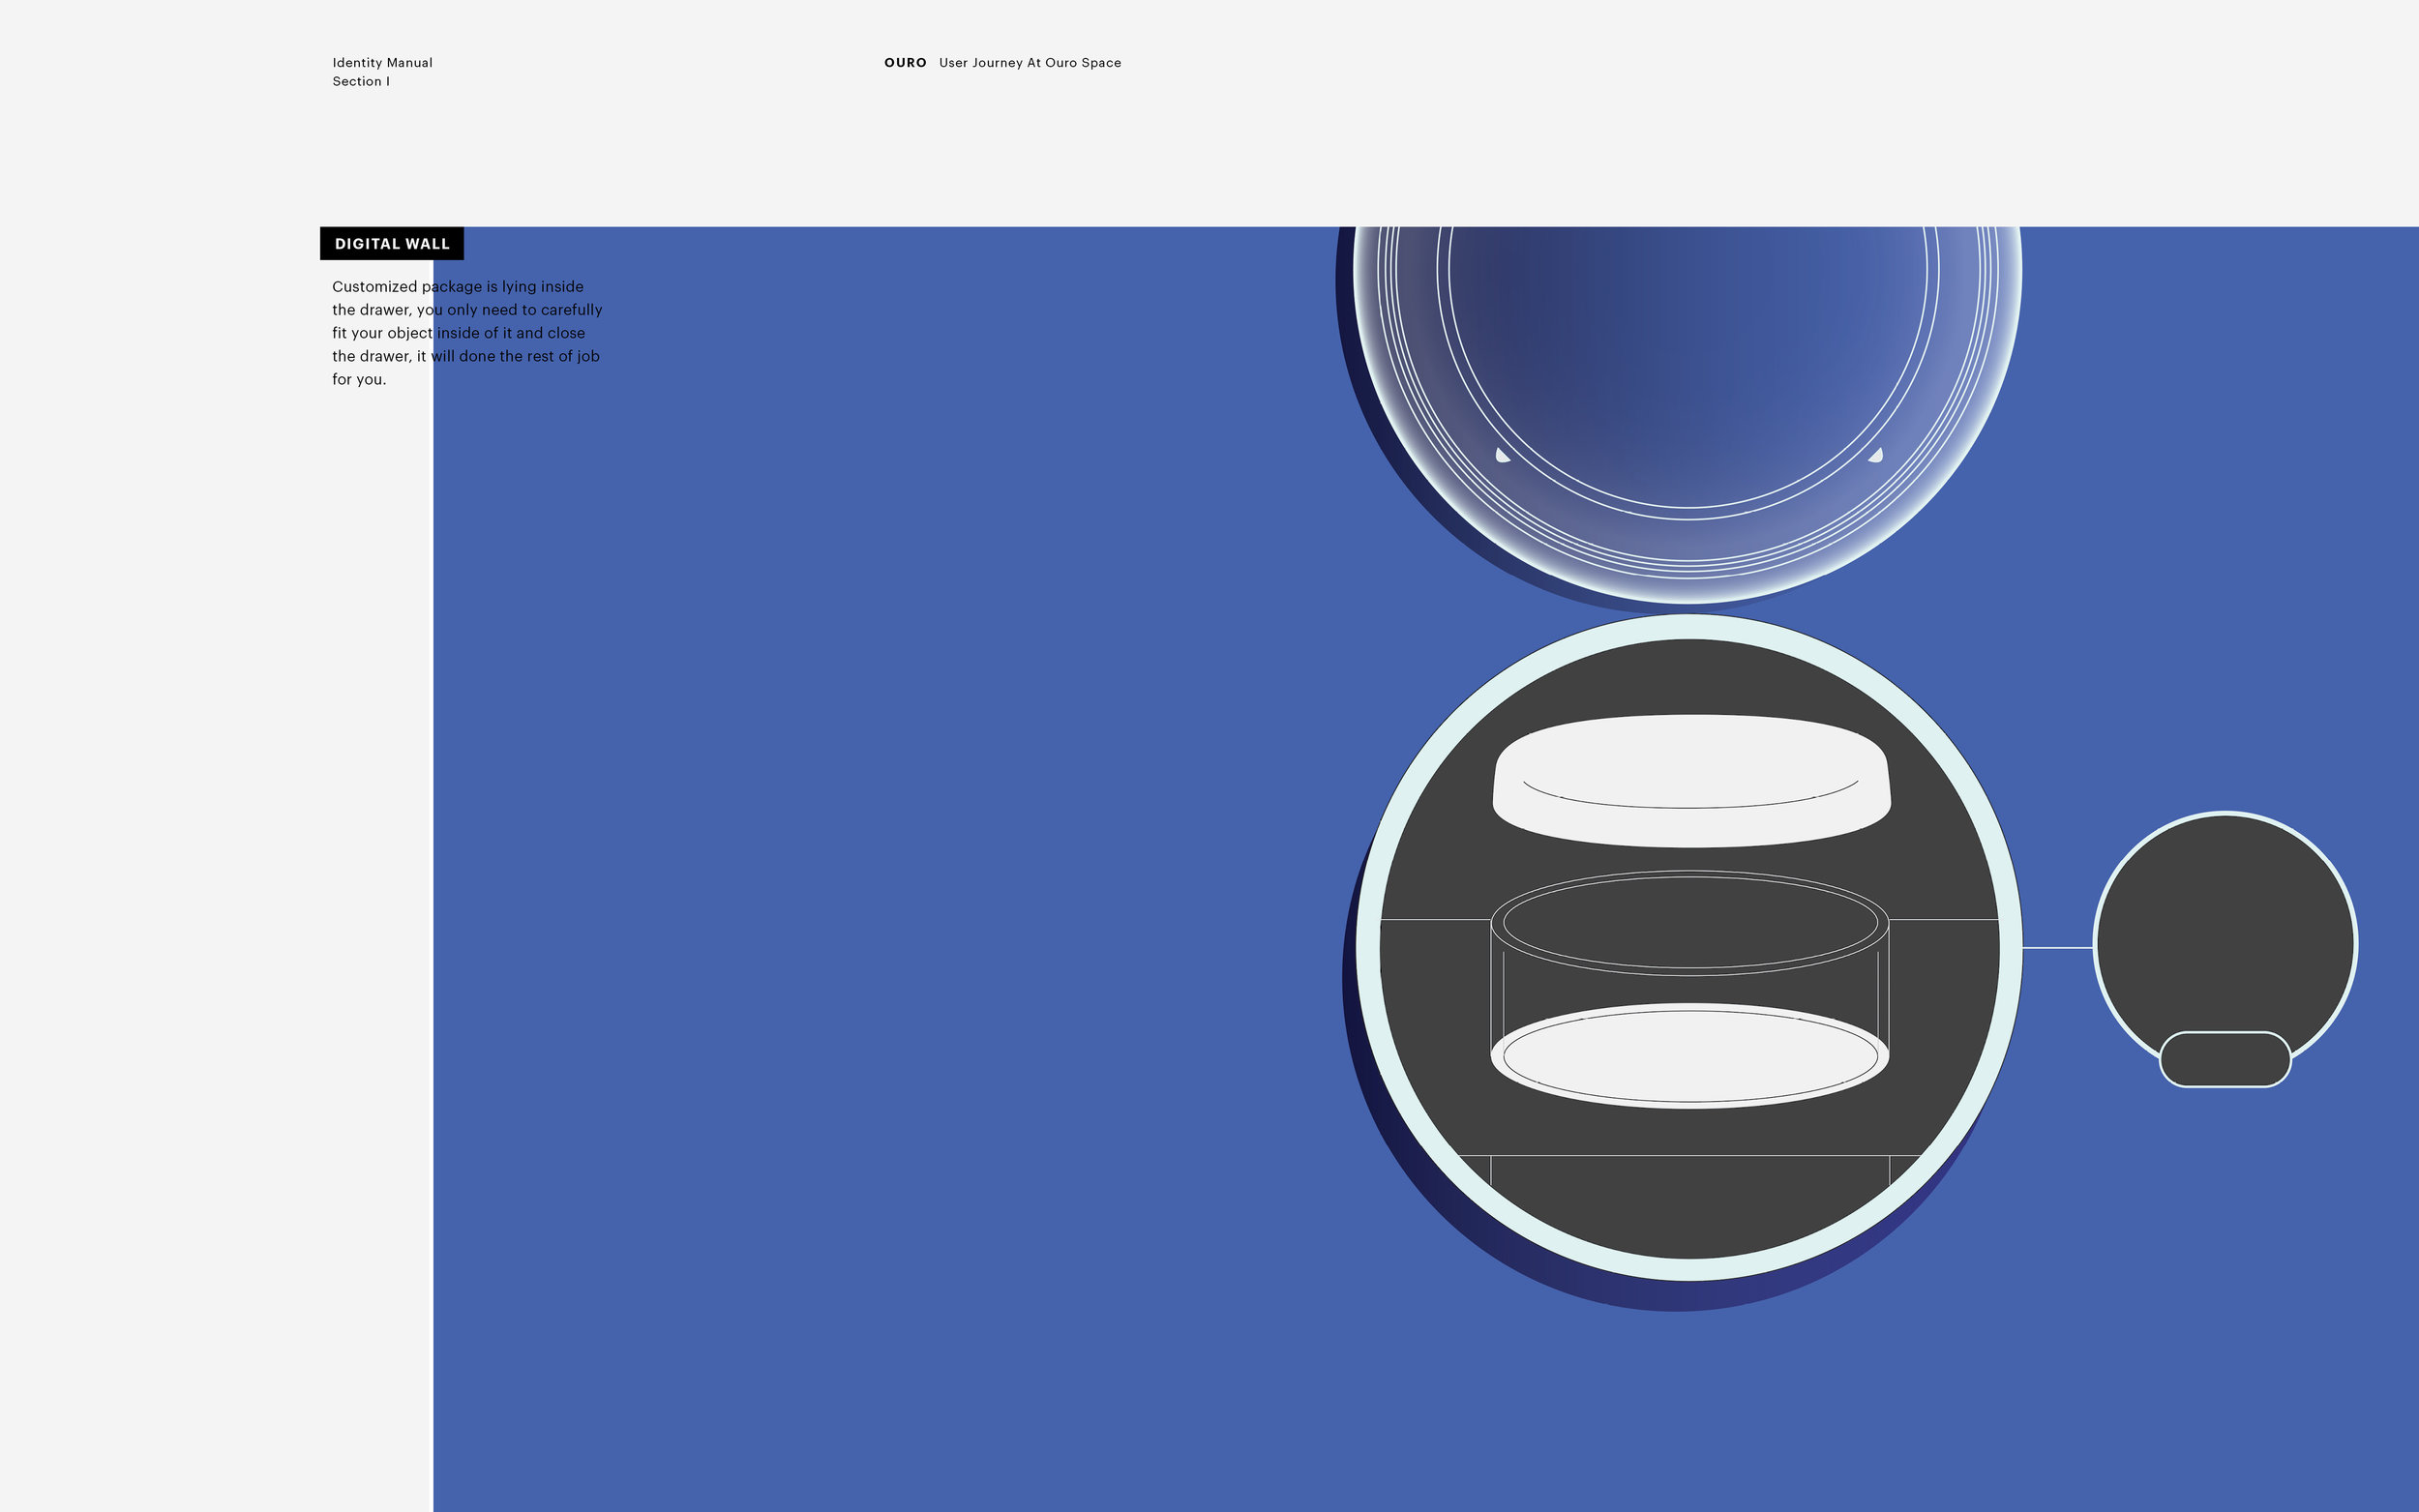 Identity Manual
Section I
OURO User Journey At Ouro Space
DIGITAL WALL
Customized package is lying inside
the drawer, you only need to carefully
fit your object inside of it and close
the drawer, it will done the rest of job
for you.